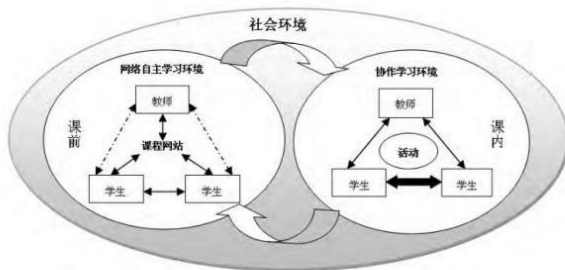 社会环境
网络自主学习环境
教师
课前
课程网站
学生
学生
协作学习环境
教师
课内
活动
学生
学生